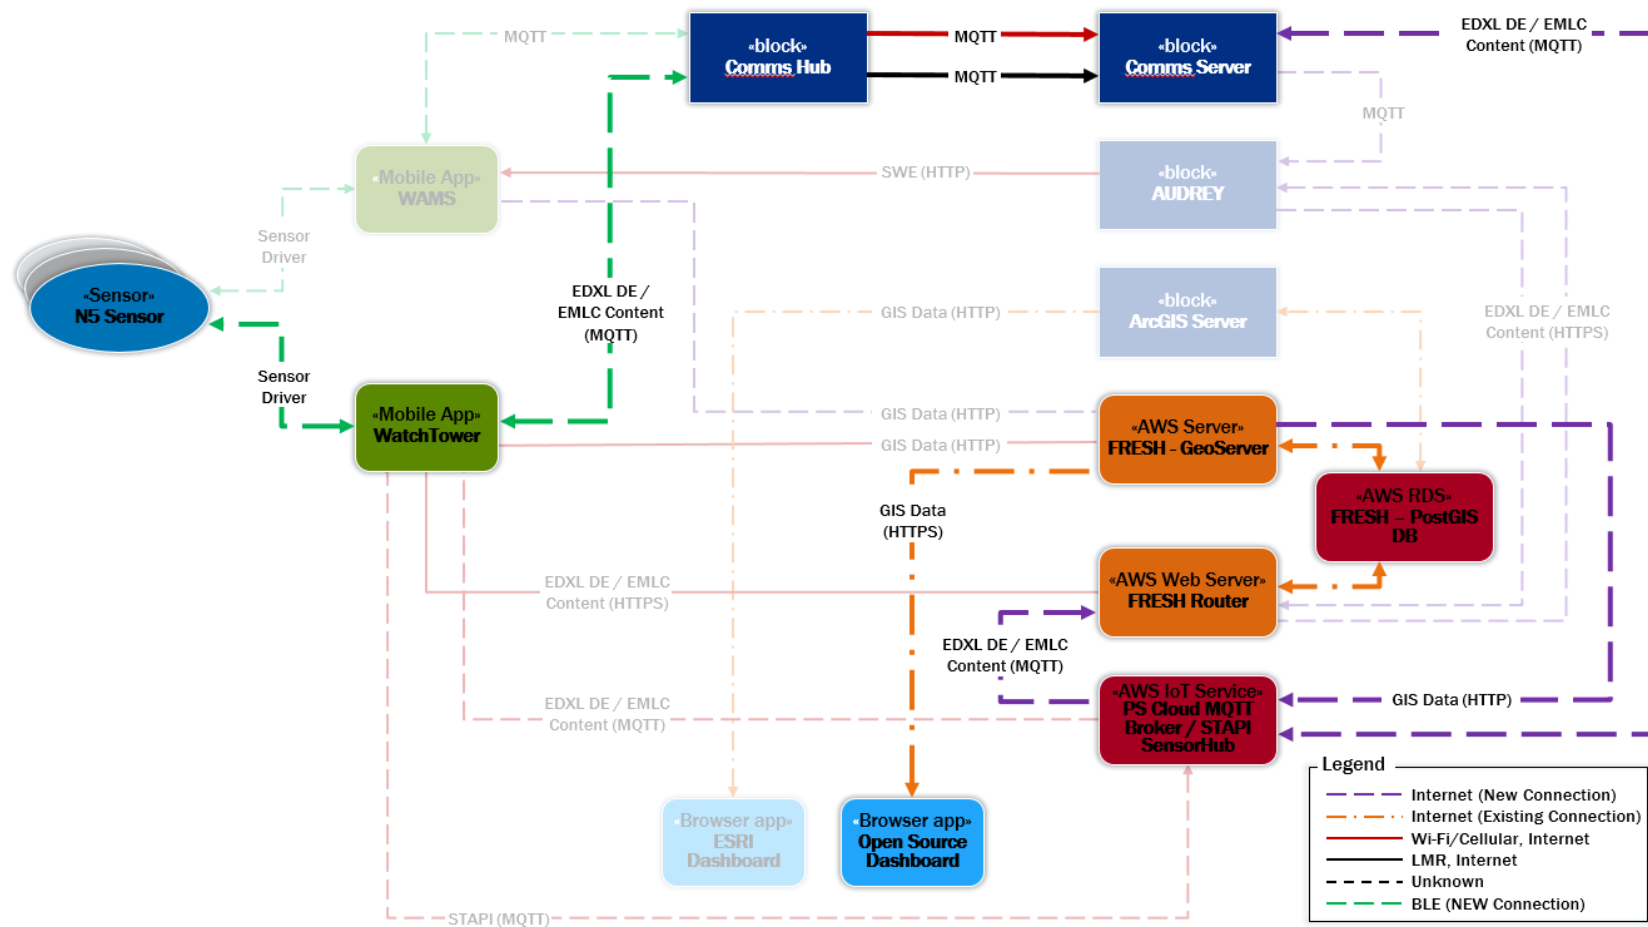 EDXL DE / EMLC
Content (MQTT)
MQTT
«block»
Comms Hub
MQTT
MQTT
«block»
Comms Server
MQTT
«Mobile App»
WAMS
SWE (HTTP)
«block»
AUDREY
Sensor
Driver
«Sensor»
N5 Sensor
EDXL DE /
EMLC Content
(MQTT)
GIS Data (HTTP)
«block»
ArcGIS Server
EDXL DE / EMLC
Content (HTTPS)
Sensor
Driver
«Mobile App»
WatchTower
GIS Data (HTTP)
GIS Data (HTTP)
«AWS Server»
FRESH - GeoServer
GIS Data
(HTTPS)
«AWS RDS»
FRESH – PostGIS
DB
EDXL DE / EMLC
Content (HTTPS)
«AWS Web Server»
FRESH Router
EDXL DE / EMLC
Content (MQTT)
EDXL DE / EMLC
Content (MQTT)
«AWS IoT Service»
PS Cloud MQTT
Broker / STAPI
SensorHub
GIS Data (HTTP)
«Browser app»
ESRI
Dashboard
«Browser app»
Open Source
Dashboard
STAPI (MQTT)
Legend
Internet (New Connection)
Internet (Existing Connection)
Wi-Fi/Cellular, Internet
LMR, Internet
Unknown
BLE (NEW Connection)